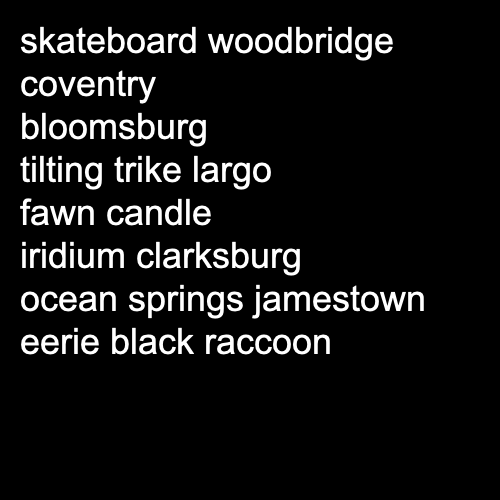 skateboard woodbridge
coventry
bloomsburg
tilting trike largo
fawn candle
iridium clarksburg
ocean springs jamestown
eerie black raccoon